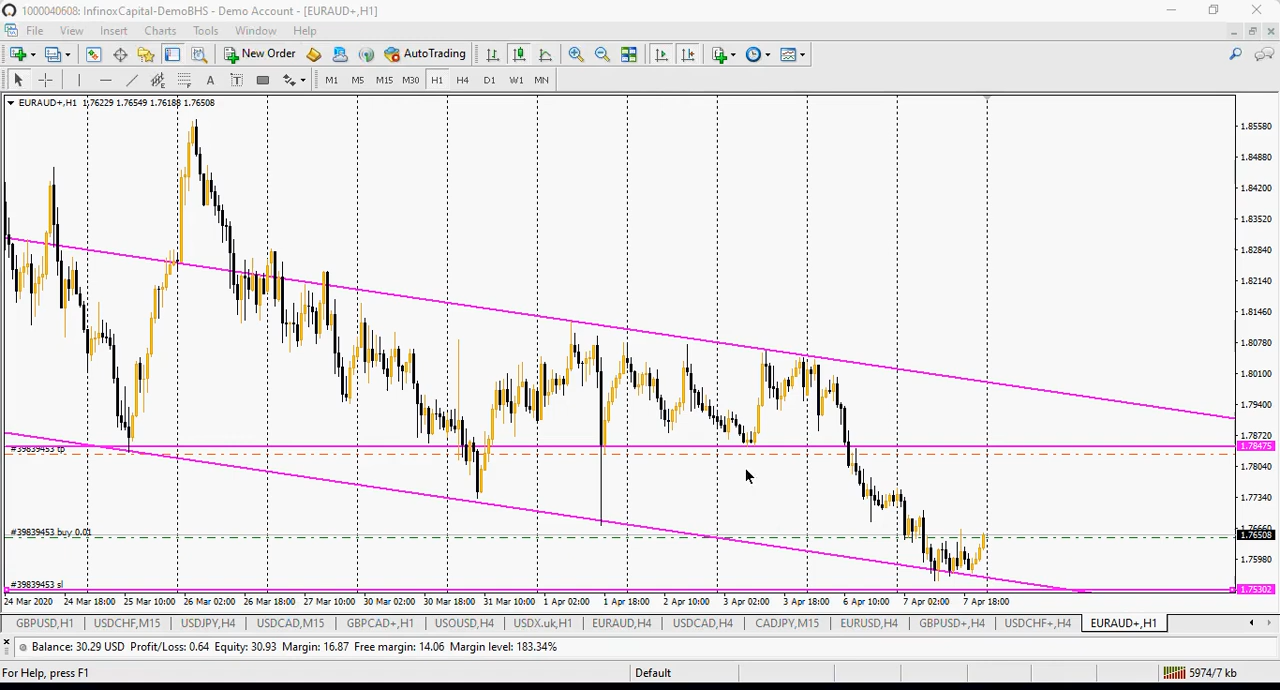 1000040608: InfinoxCapital-DemoBHS - Demo Account - [EURAUD+,H1]
File View Insert Charts Tools Window Help
New Order AutoTrading
M1 M5 M15 M30 H1 H4 D1 W1 MN
EURAUD+,H1 1.76229 1.76549 1.76188 1.76508
1.85580
1.84880
1.84200
1.83520
1.82840
1.82140
1.81460
1.80780
1.80100
1.79400
1.78720
1.78475
#39839453 tp
1.78040
1.77340
1.76660
#39839453 buy 0.01
1.76508
1.75980
#39839453 sl
1.75302
24 Mar 2020 24 Mar 18:00 25 Mar 10:00 26 Mar 02:00 26 Mar 18:00 27 Mar 10:00 30 Mar 02:00 30 Mar 18:00 31 Mar 10:00 1 Apr 02:00 1 Apr 18:00 2 Apr 10:00 3 Apr 02:00 3 Apr 18:00 6 Apr 10:00 7 Apr 02:00 7 Apr 18:00
GBPUSD,H1 USDCHF,M15 USDJPY,H4 USDCAD,M15 GBPCAD+,H1 USOUSD,H4 USDX.uk,H1 EURAUD,H4 USDCAD,H4 CADJPY,M15 EURUSD,H4 GBPUSD+,H4 USDCHF+,H4 EURAUD+,H1
Balance: 30.29 USD Profit/Loss: 0.64 Equity: 30.93 Margin: 16.87 Free margin: 14.06 Margin level: 183.34%
For Help, press F1 Default 5974/7 kb